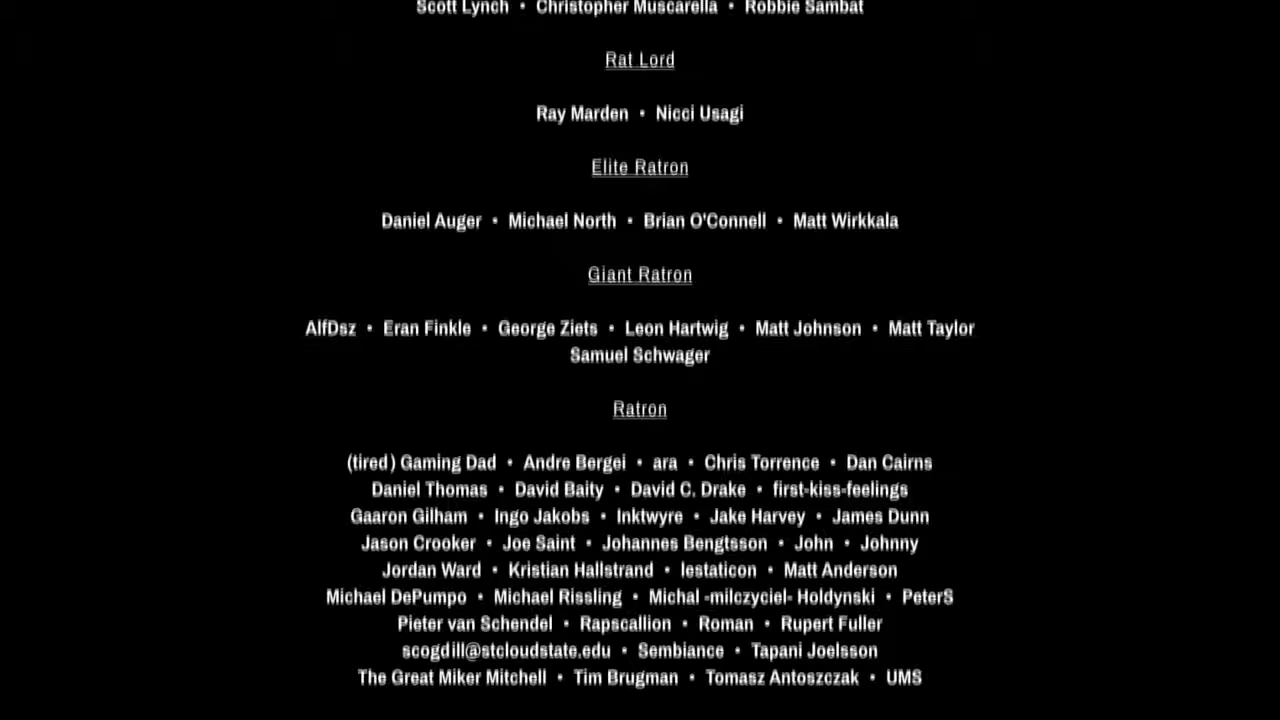 Scott Lynch • Christopher Muscarella • Robbie Sambat
Rat Lord
Ray Marden • Nicci Usagi
Elite Ratron
Daniel Auger • Michael North • Brian O'Connell • Matt Wirkkala
Giant Ratron
AlfDsz • Eran Finkle • George Ziets • Leon Hartwig • Matt Johnson • Matt Taylor
Samuel Schwager
Ratron
(tired) Gaming Dad • Andre Bergei • ara • Chris Torrence • Dan Cairns
Daniel Thomas • David Baity • David C. Drake • first-kiss-feelings
Gaaron Gilham • Ingo Jakobs • Inktwyre • Jake Harvey • James Dunn
Jason Crooker • Joe Saint • Johannes Bengtsson • John • Johnny
Jordan Ward • Kristian Hallstrand • lestaticon • Matt Anderson
Michael DePumpo • Michael Rissling • Michal -milczyciel- Holdynski • PeterS
Pieter van Schendel • Rapscallion • Roman • Rupert Fuller
scogdill@stcloudstate.edu • Sembiance • Tapani Joelsson
The Great Miker Mitchell • Tim Brugman • Tomasz Antoszczak • UMS